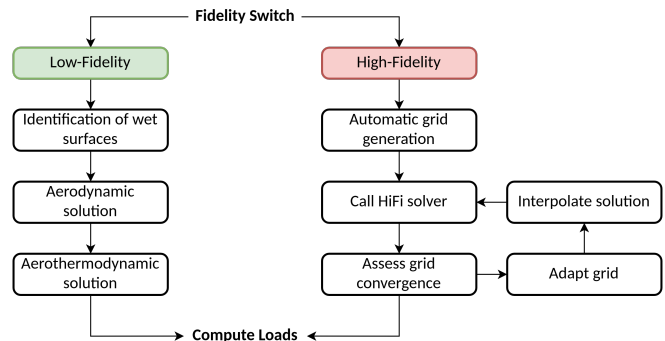 Fidelity Switch
Low-Fidelity
High-Fidelity
Identification of wet
surfaces
Automatic grid
generation
Aerodynamic
solution
Call HiFi solver
Interpolate solution
Aerothermodynamic
solution
Assess grid
convergence
Adapt grid
Compute Loads